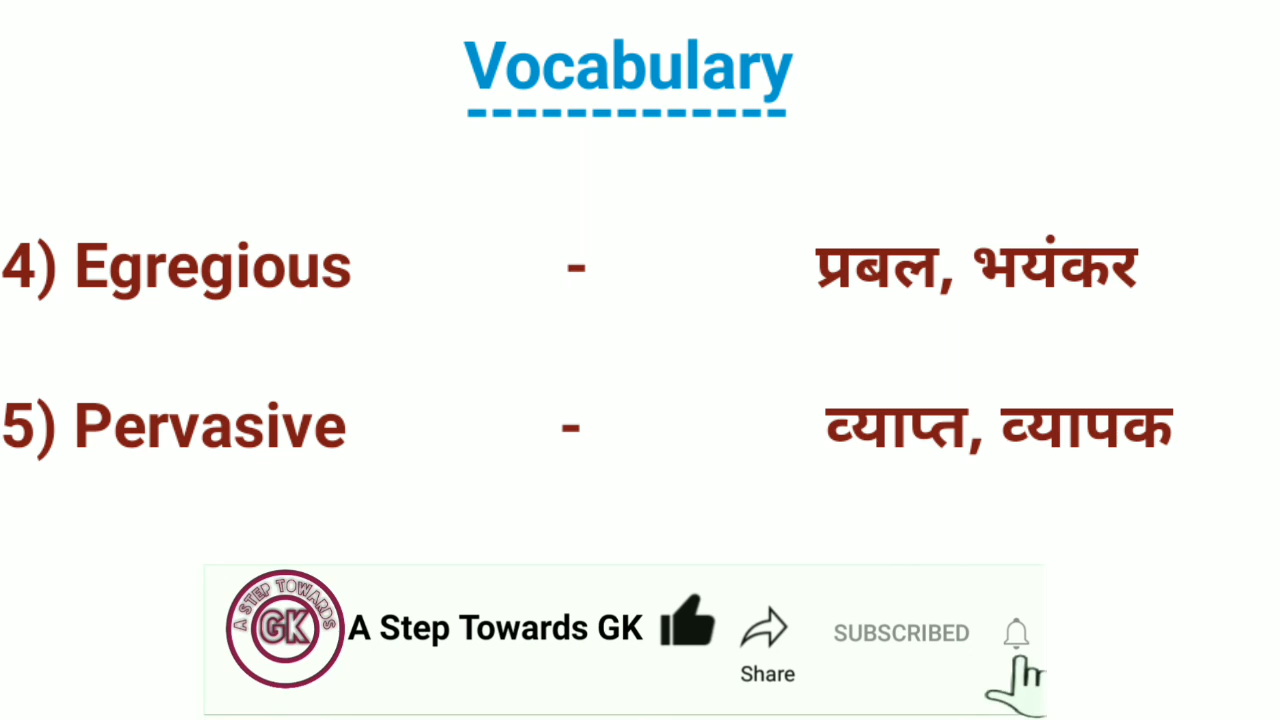 Vocabulary
-------------
4) Egregious - प्रबल, भयंकर
5) Pervasive - व्याप्त, व्यापक
A STEP TOWARDS
GK
A Step Towards GK
SUBSCRIBED
Share